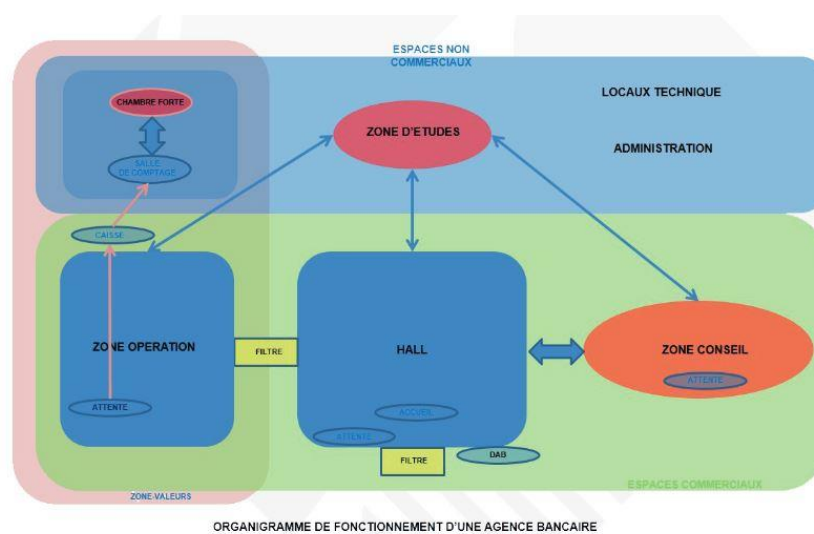 ESPACES NON
COMMERCIAUX
LOCAUX TECHNIQUE
CHAMBRE FORTE
ZONE D'ETUDES
ADMINISTRATION
SALLE
DE COMPTAGE
CAISSE
ZONE OPERATION
FILTRE
HALL
ZONE CONSEIL
ATTENTE
ATTENTE
ACCUEIL
ATTENTE
FILTRE
DAB
ESPACES COMMERCIAUX
ZONE VALEURS
ORGANIGRAMME DE FONCTIONNEMENT D'UNE AGENCE BANCAIRE